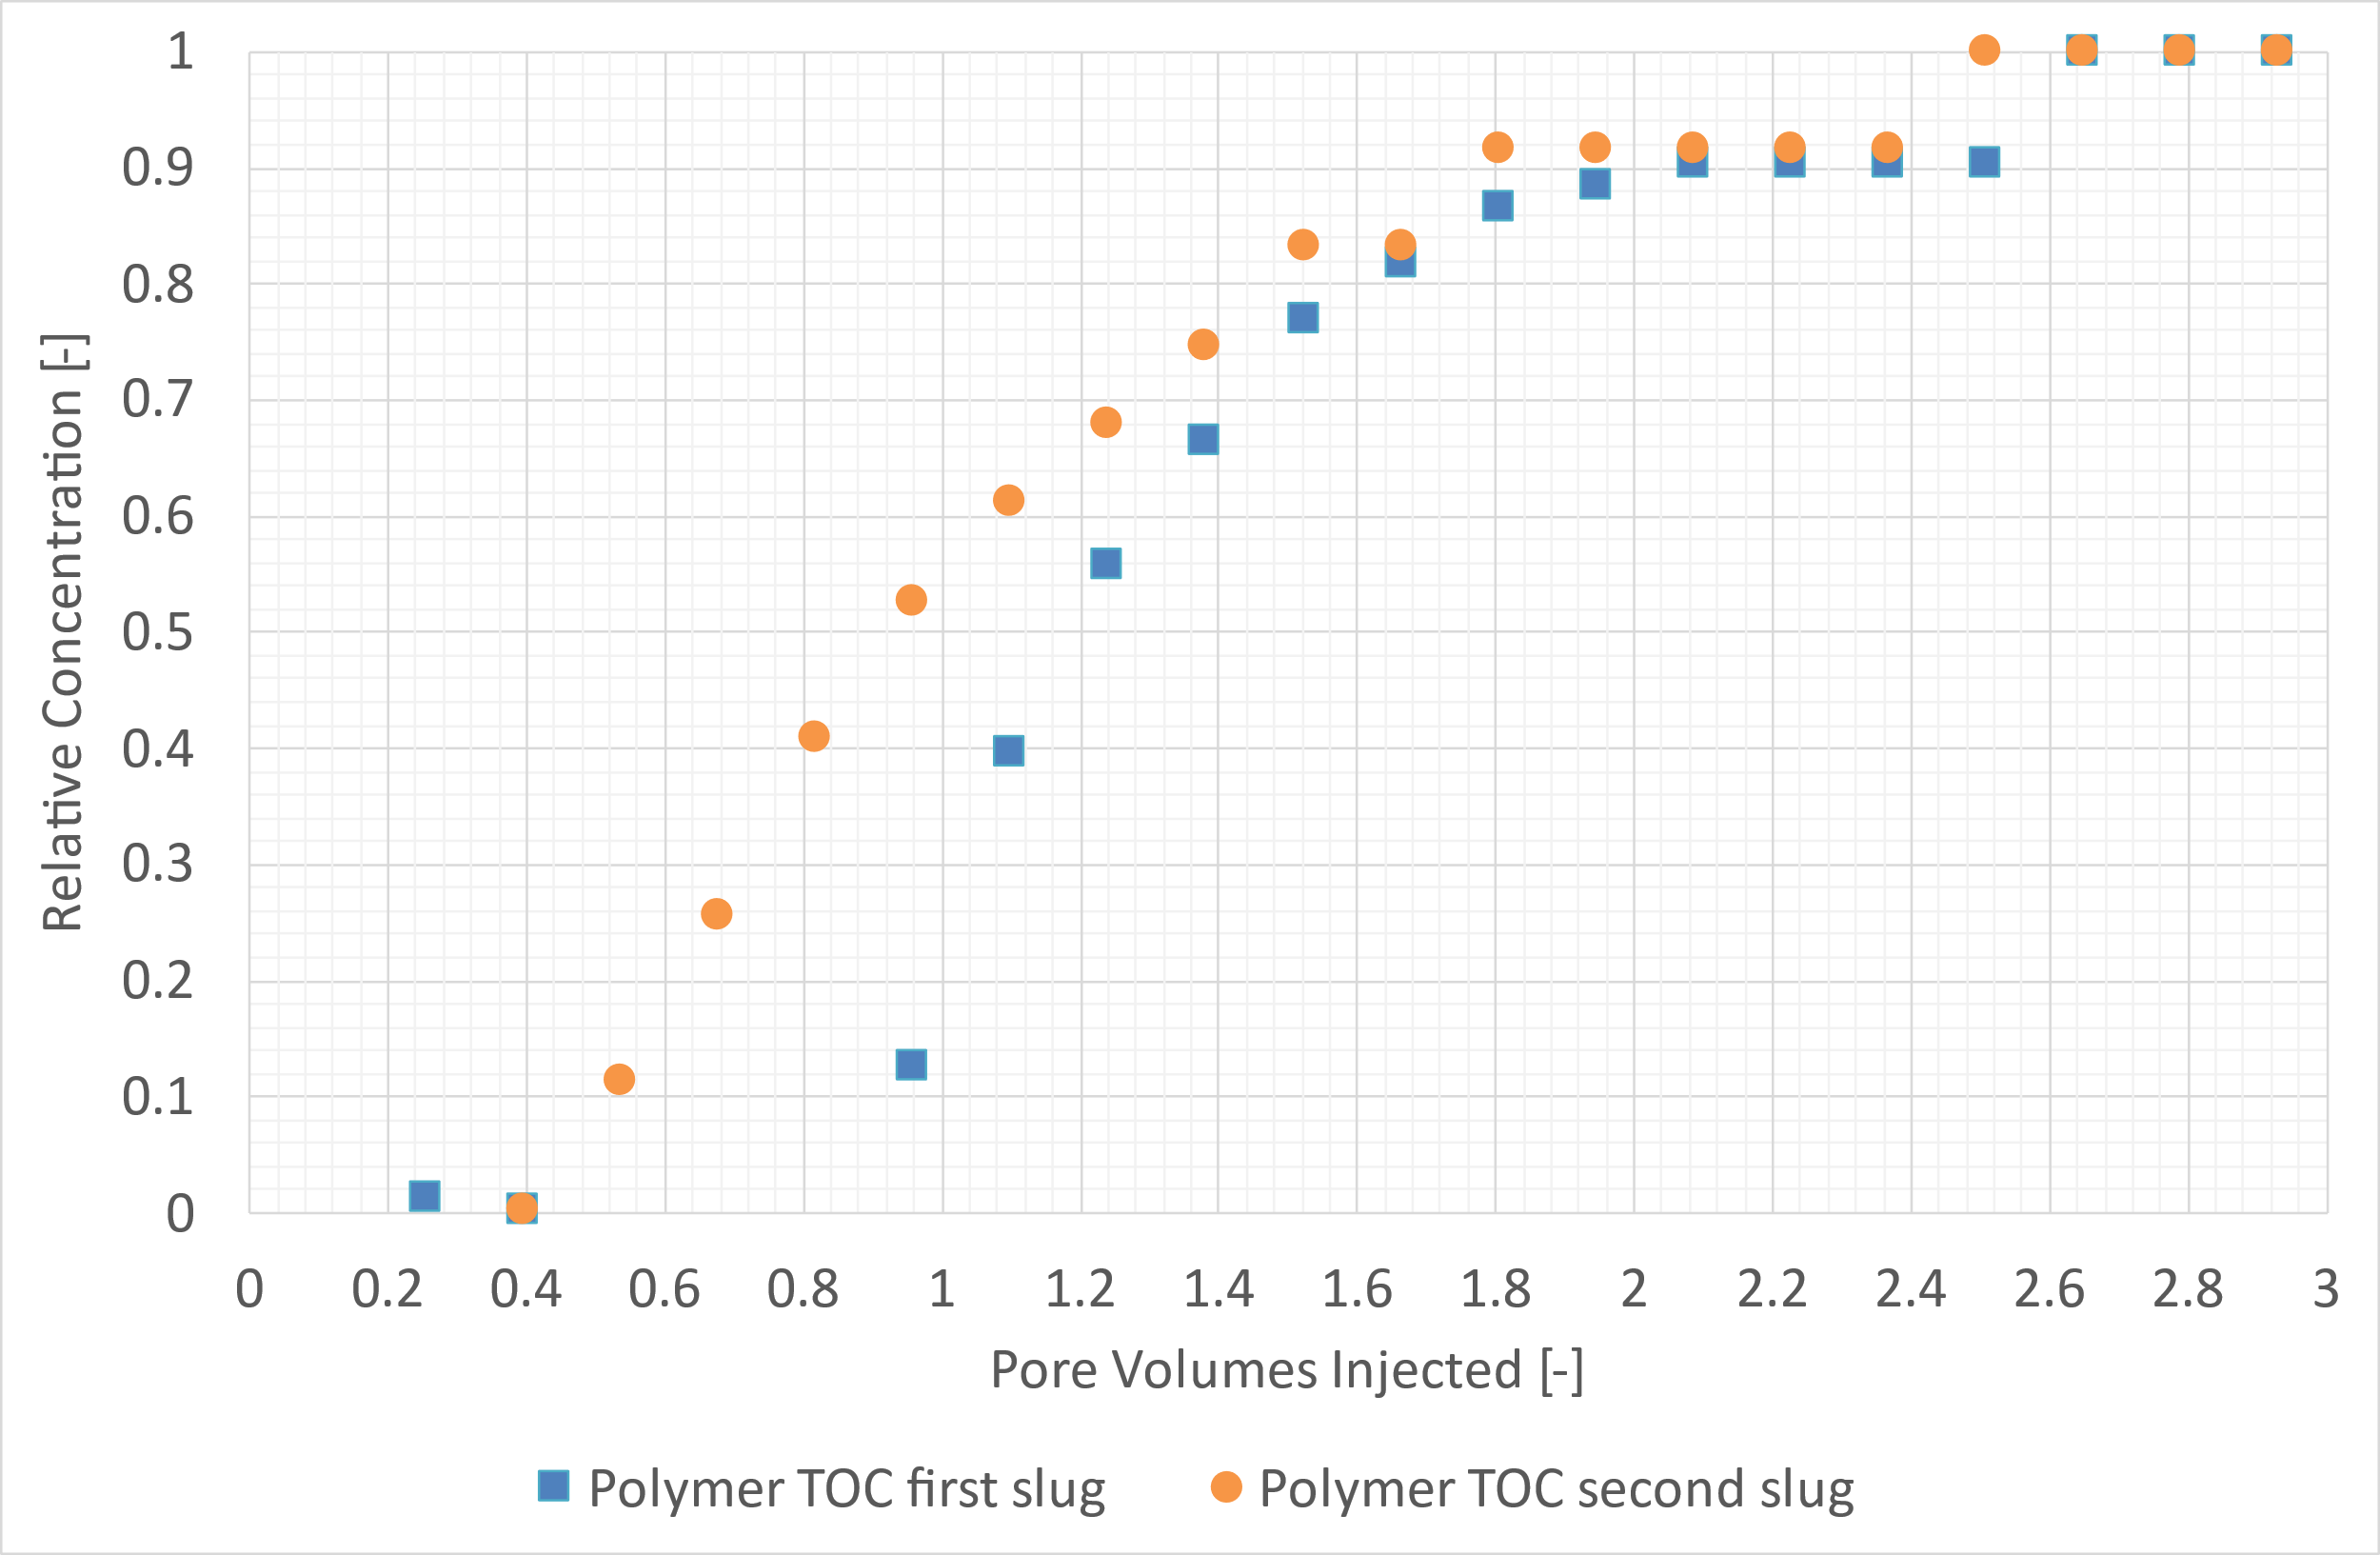 1
0.9
0.8
0.7
0.6
0.5
0.4
0.3
0.2
0.1
0
Relative Concentration [-]
0 0.2 0.4 0.6 0.8 1 1.2 1.4 1.6 1.8 2 2.2 2.4 2.6 2.8 3
Pore Volumes Injected [-]
Polymer TOC first slug Polymer TOC second slug